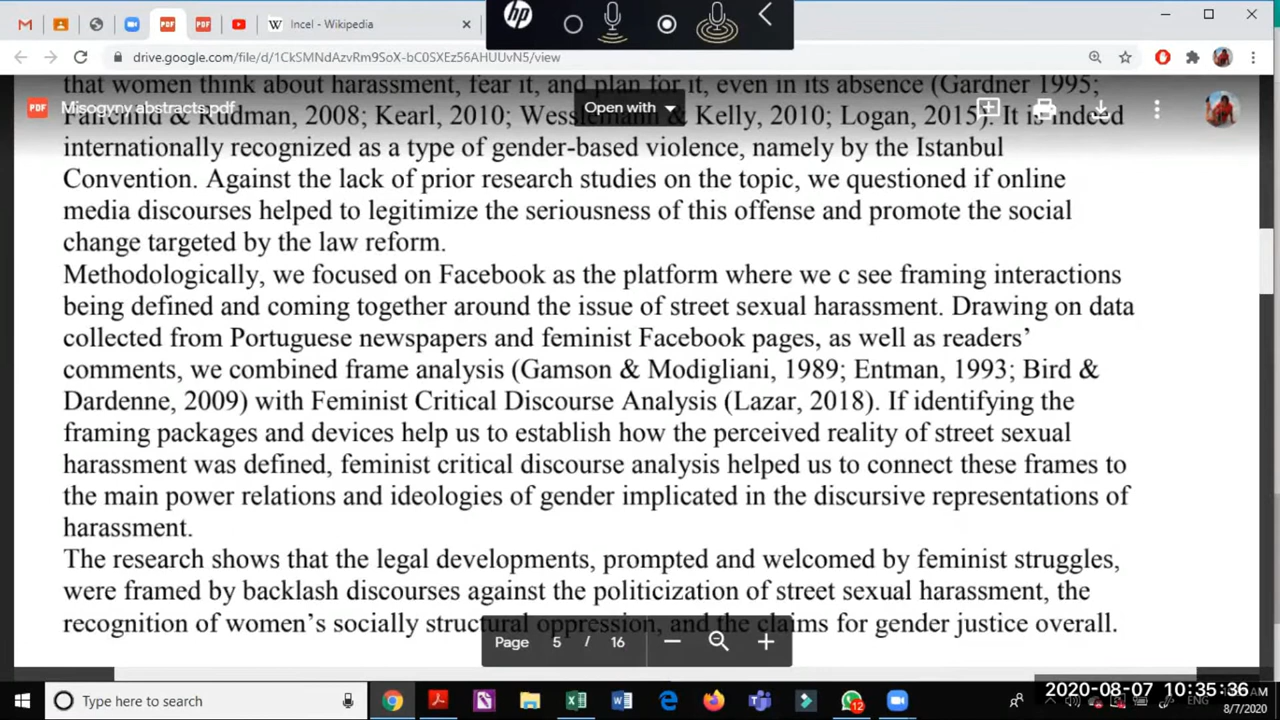 Incel - Wikipedia
hp
drive.google.com/file/d/1CkSMNdAzvRm9SoX-bC0SXEz56AHUUvN5/view
that women think about harassment, fear it, and plan for it, even in its absence (Gardner 1995;
PDF Misogyny abstracts.pdf
Open with
Fairchild & Rudman, 2008; Kearl, 2010; Wesselmann & Kelly, 2010; Logan, 2015). It is indeed
internationally recognized as a type of gender-based violence, namely by the Istanbul
Convention. Against the lack of prior research studies on the topic, we questioned if online
media discourses helped to legitimize the seriousness of this offense and promote the social
change targeted by the law reform.
Methodologically, we focused on Facebook as the platform where we c see framing interactions
being defined and coming together around the issue of street sexual harassment. Drawing on data
collected from Portuguese newspapers and feminist Facebook pages, as well as readers’
comments, we combined frame analysis (Gamson & Modigliani, 1989; Entman, 1993; Bird &
Dardenne, 2009) with Feminist Critical Discourse Analysis (Lazar, 2018). If identifying the
framing packages and devices help us to establish how the perceived reality of street sexual
harassment was defined, feminist critical discourse analysis helped us to connect these frames to
the main power relations and ideologies of gender implicated in the discursive representations of
harassment.
The research shows that the legal developments, prompted and welcomed by feminist struggles,
were framed by backlash discourses against the politicization of street sexual harassment, the
recognition of women’s socially structural oppression, and the claims for gender justice overall.
Page 5 / 16
Type here to search
12
2020-08-07 10:35:36 AM
ENG
8/7/2020